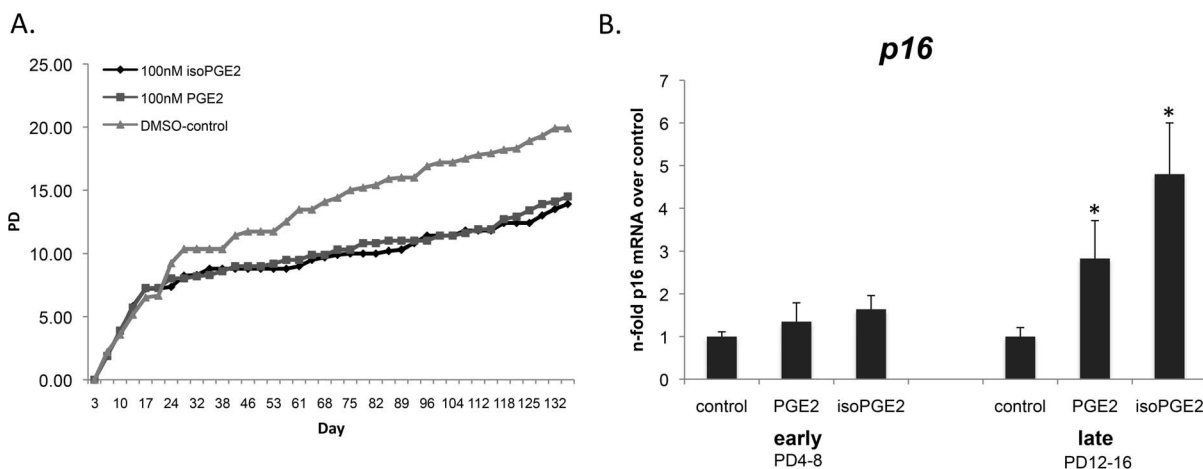 A.
25.00
20.00
15.00
10.00
5.00
0.00
PD
100nM isoPGE2
100nM PGE2
DMSO-control
3 10 17 24 32 38 46 53 61 68 75 82 89 96 104 112 118 125 132
Day
B.
p16
n-fold p16 mRNA over control
7
6
5
4
3
2
1
0
* *
control PGE2 isoPGE2 control PGE2 isoPGE2
early late
PD4-8 PD12-16